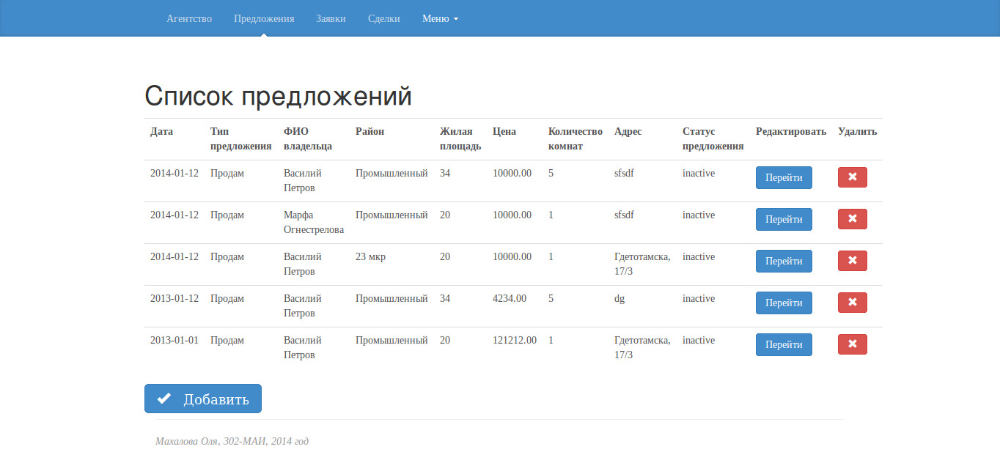 Агентство Предложения Заявки Сделки Меню
Список предложений
Дата Тип предложения ФИО владельца Район Жилая площадь Цена Количество комнат Адрес Статус предложения Редактировать Удалить
2014-01-12 Продам Василий Петров Промышленный 34 10000.00 5 sfsdf inactive Перейти
2014-01-12 Продам Марфа Огнестрелова Промышленный 20 10000.00 1 sfsdf inactive Перейти
2014-01-12 Продам Василий Петров 23 мкр 20 10000.00 1 Гдетотамска, 17/3 inactive Перейти
2013-01-12 Продам Василий Петров Промышленный 34 4234.00 5 dg inactive Перейти
2013-01-01 Продам Василий Петров Промышленный 20 121212.00 1 Гдетотамска, 17/3 inactive Перейти
Добавить
Махалова Оля, 302-МАИ, 2014 год